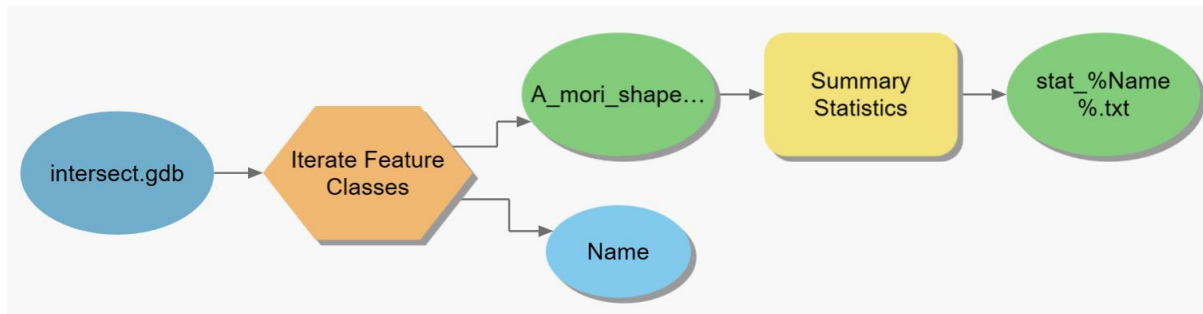 intersect.gdb
Iterate Feature
Classes
A_mori_shape…
Name
Summary
Statistics
stat_%Name
%.txt